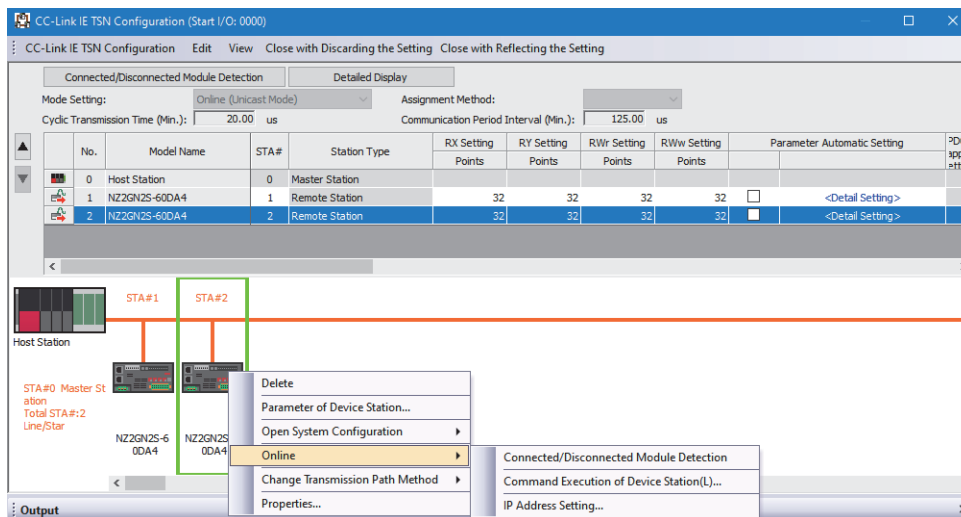 CC-Link IE TSN Configuration (Start I/O: 0000)
CC-Link IE TSN Configuration Edit View Close with Discarding the Setting Close with Reflecting the Setting
Connected/Disconnected Module Detection Detailed Display
Mode Setting: Online (Unicast Mode) Assignment Method:
Cyclic Transmission Time (Min.): 20.00 us Communication Period Interval (Min.): 125.00 us
No. Model Name STA# Station Type RX Setting RY Setting RWr Setting RWw Setting Parameter Automatic Setting
Points Points Points Points
0 Host Station 0 Master Station
1 NZ2GN2S-60DA4 1 Remote Station 32 32 32 32 <Detail Setting>
2 NZ2GN2S-60DA4 2 Remote Station 32 32 32 32 <Detail Setting>
STA#1 STA#2
Host Station
STA#0 Master St
ation
Total STA#:2
Line/Star
NZ2GN2S-6
0DA4
NZ2GN2S
0DA4
Delete
Parameter of Device Station...
Open System Configuration
Online
Change Transmission Path Method
Properties...
Connected/Disconnected Module Detection
Command Execution of Device Station(L)...
IP Address Setting...
Output